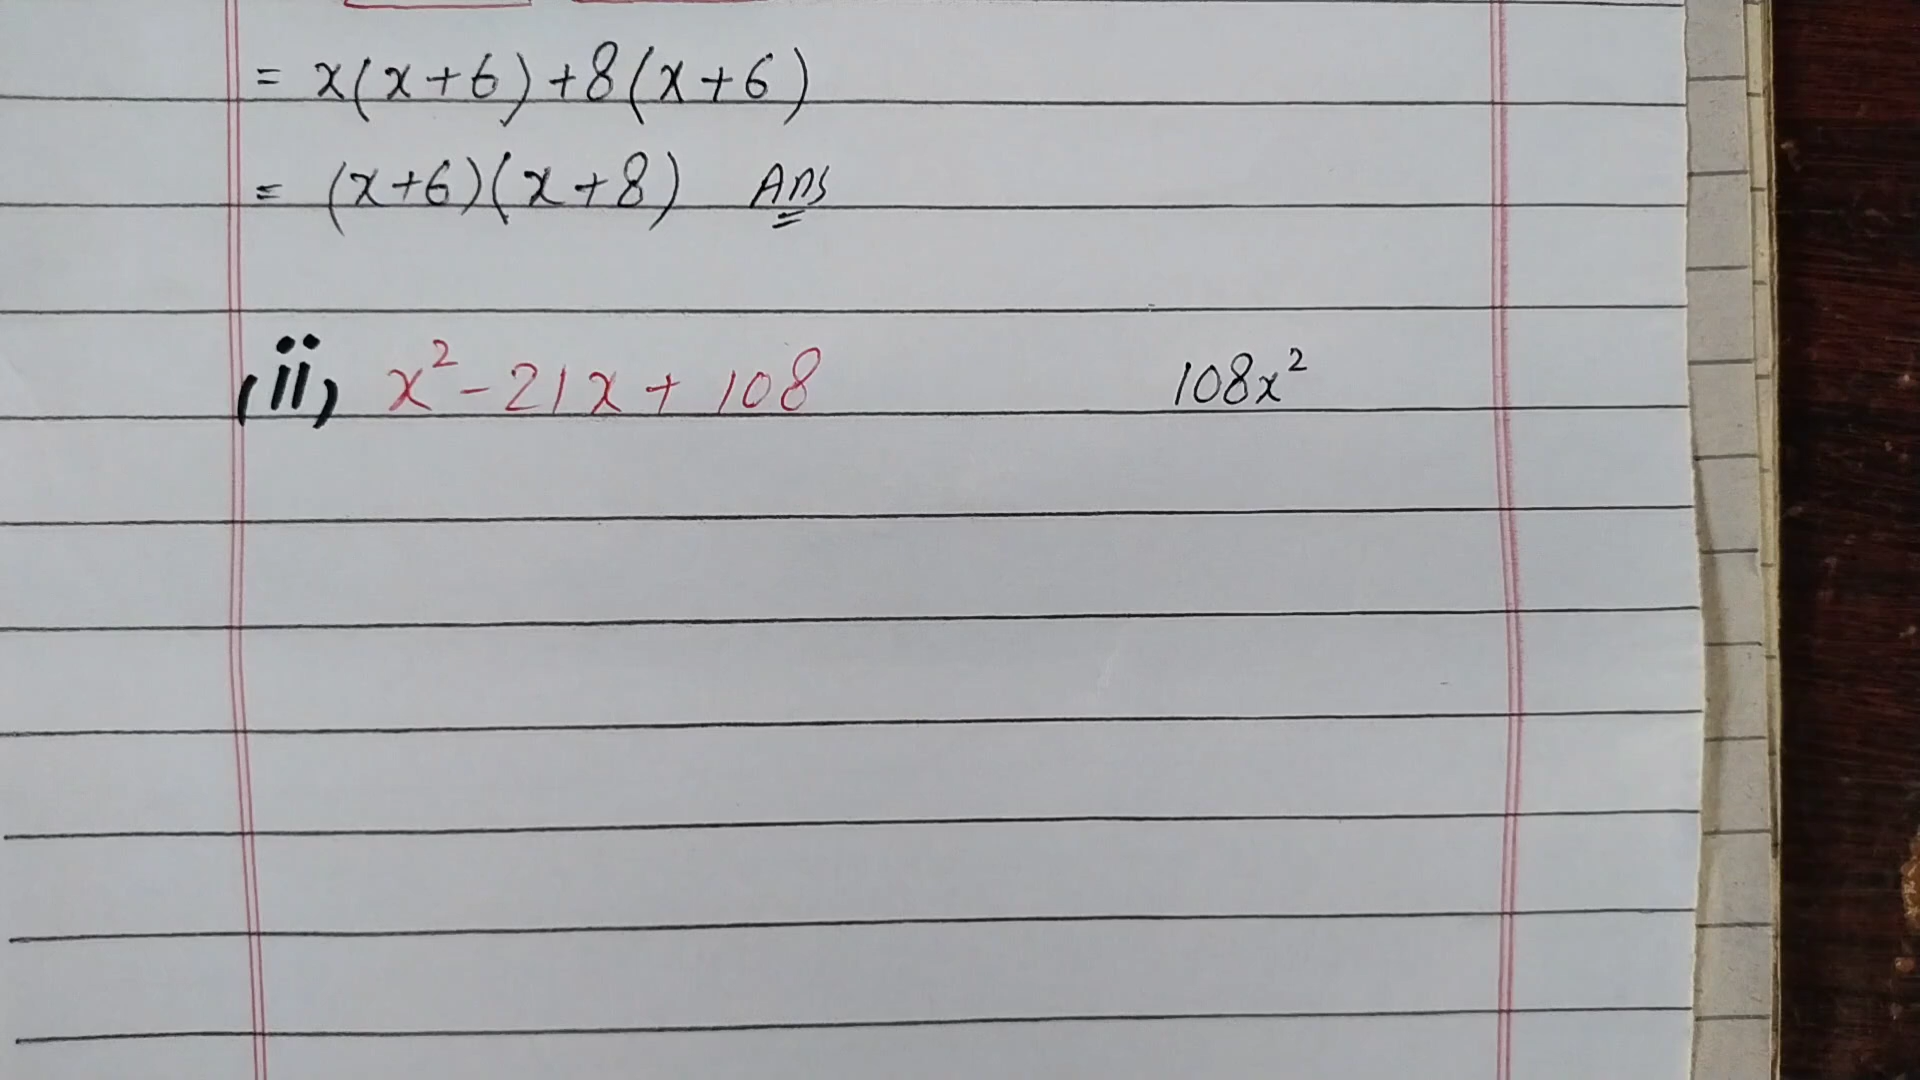 = x(x+6)+8(x+6)
= (x+6)(x+8) Ans
(ii) x²-21x+108 108x²